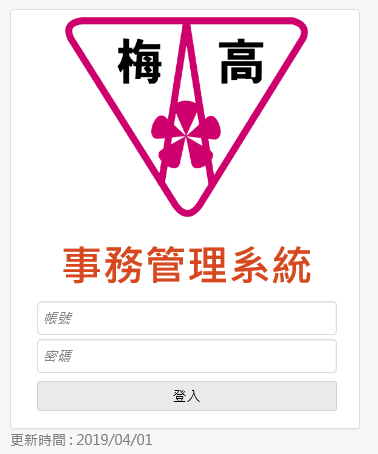 梅 高
事務管理系統
帳號
密碼
登入
更新時間 : 2019/04/01